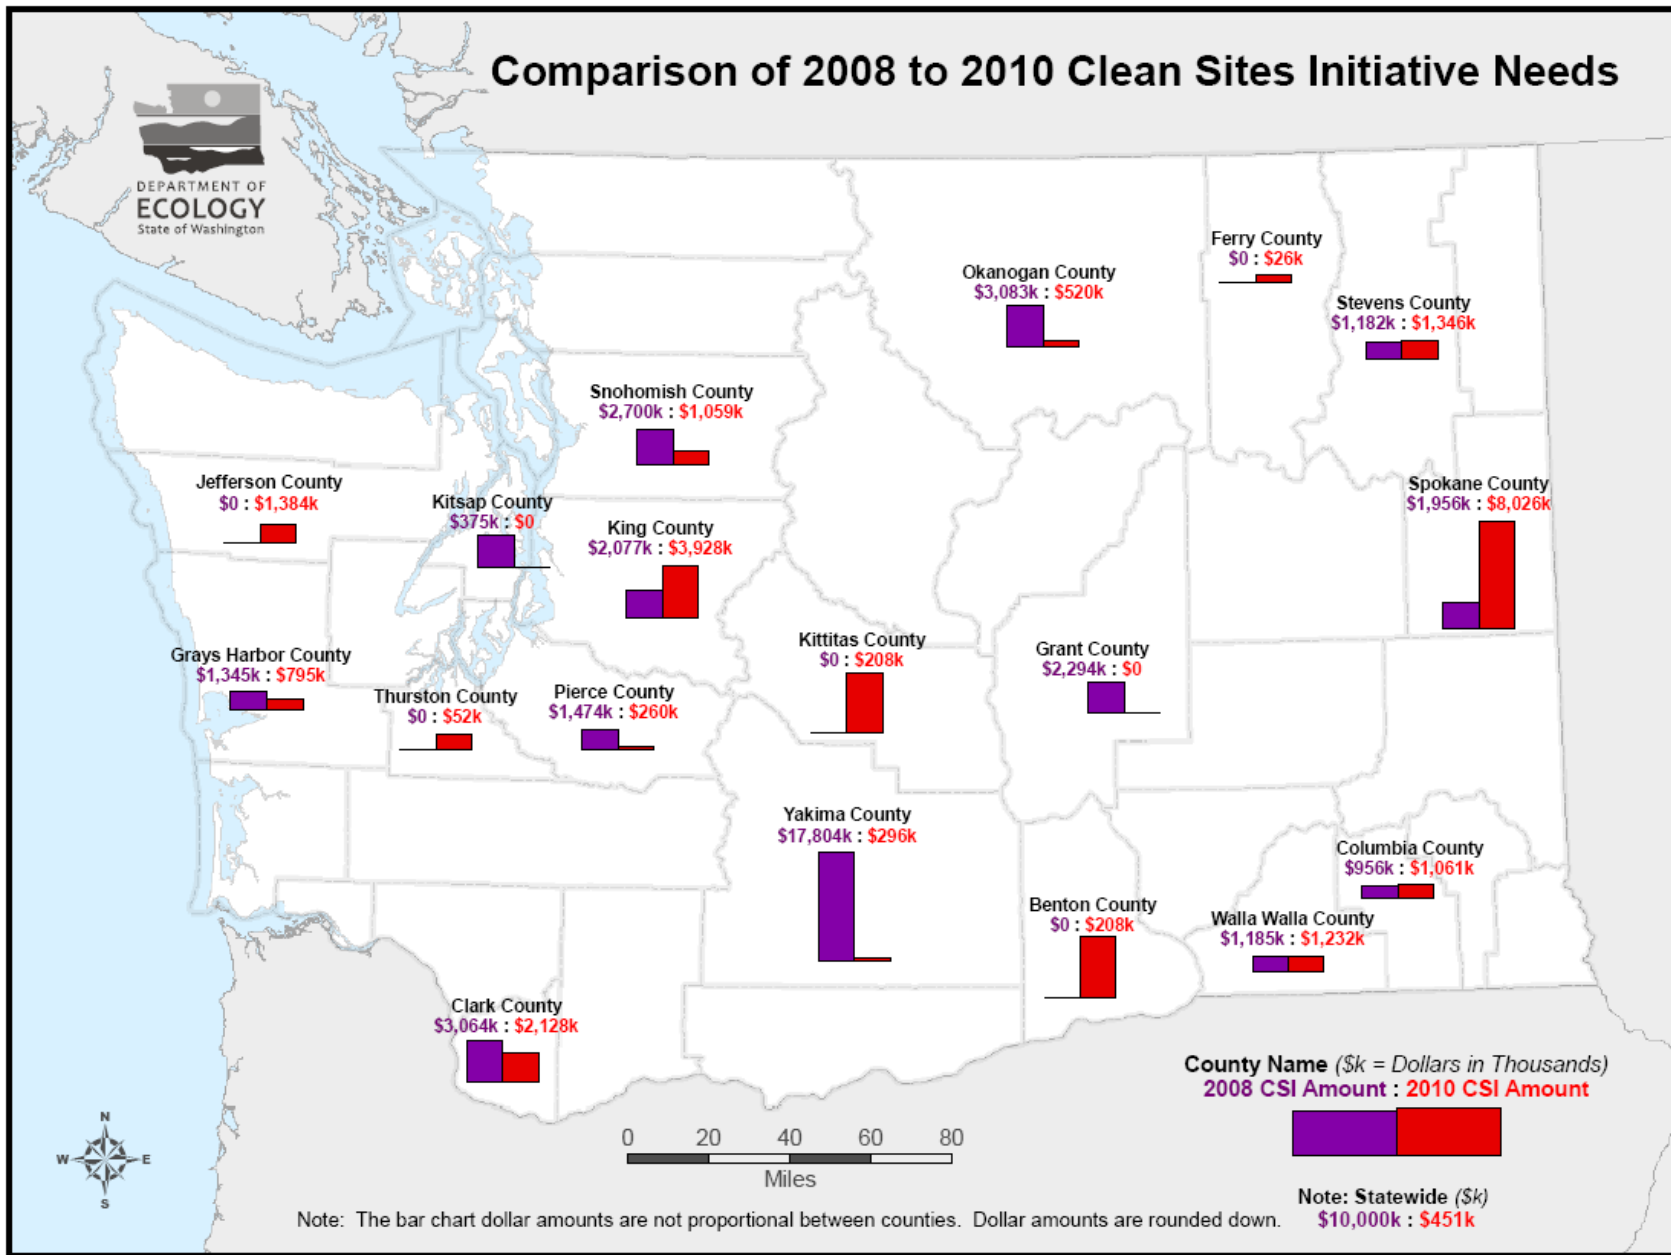 Comparison of 2008 to 2010 Clean Sites Initiative Needs
DEPARTMENT OF
ECOLOGY
State of Washington
Ferry County
$0 : $26k
Okanogan County
$3,083k : $520k
Stevens County
$1,182k : $1,346k
Snohomish County
$2,700k : $1,059k
Jefferson County
$0 : $1,384k
Kitsap County
$375k : $0
King County
$2,077k : $3,928k
Spokane County
$1,956k : $8,026k
Grays Harbor County
$1,345k : $795k
Thurston County
$0 : $52k
Pierce County
$1,474k : $260k
Kittitas County
$0 : $208k
Grant County
$2,294k : $0
Yakima County
$17,804k : $296k
Columbia County
$956k : $1,061k
Benton County
$0 : $208k
Walla Walla County
$1,185k : $1,232k
Clark County
$3,064k : $2,128k
County Name ($k = Dollars in Thousands)
2008 CSI Amount : 2010 CSI Amount
N
W E
S
0 20 40 60 80
Miles
Note: Statewide ($k)
$10,000k : $451k
Note: The bar chart dollar amounts are not proportional between counties. Dollar amounts are rounded down.